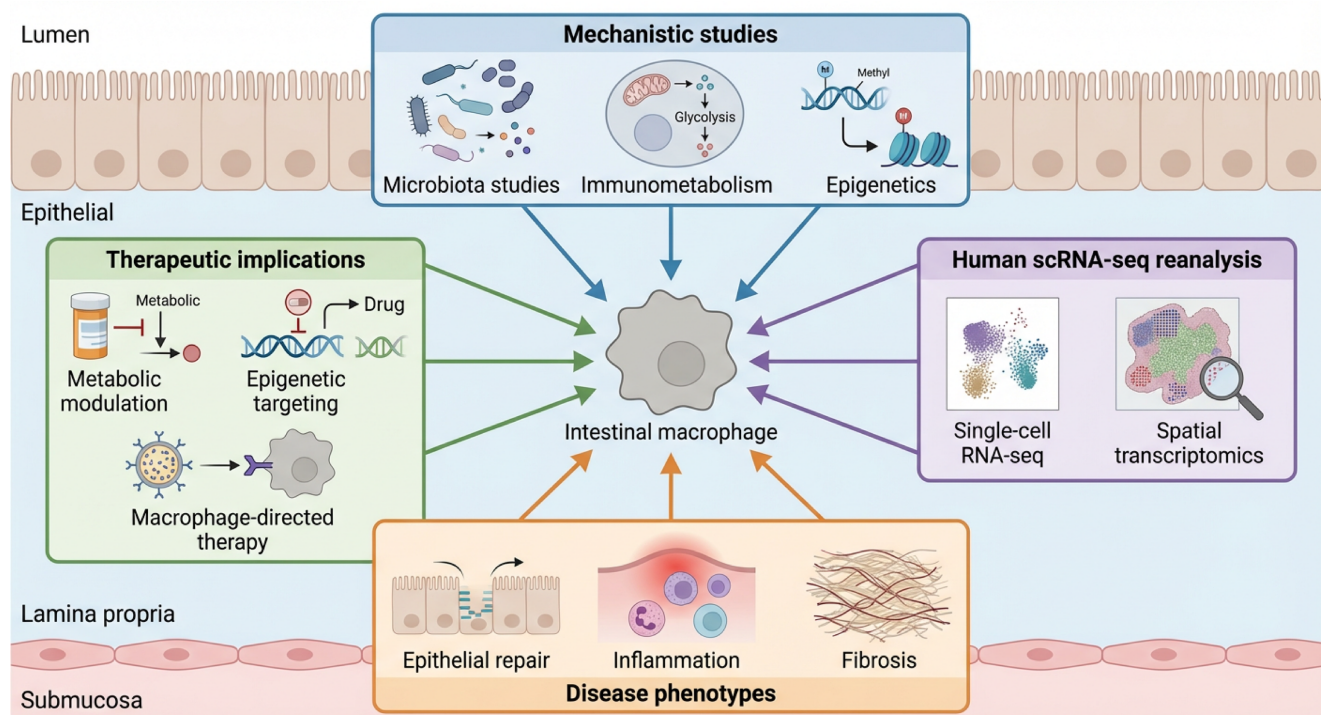 Lumen
Mechanistic studies
Glycolysis
Methyl
Microbiota studies
Immunometabolism
Epigenetics
Epithelial
Therapeutic implications
Metabolic
Drug
Metabolic
modulation
Epigenetic
targeting
Macrophage-directed
therapy
Human scRNA-seq reanalysis
Single-cell
RNA-seq
Spatial
transcriptomics
Intestinal macrophage
Lamina propria
Epithelial repair
Inflammation
Fibrosis
Disease phenotypes
Submucosa